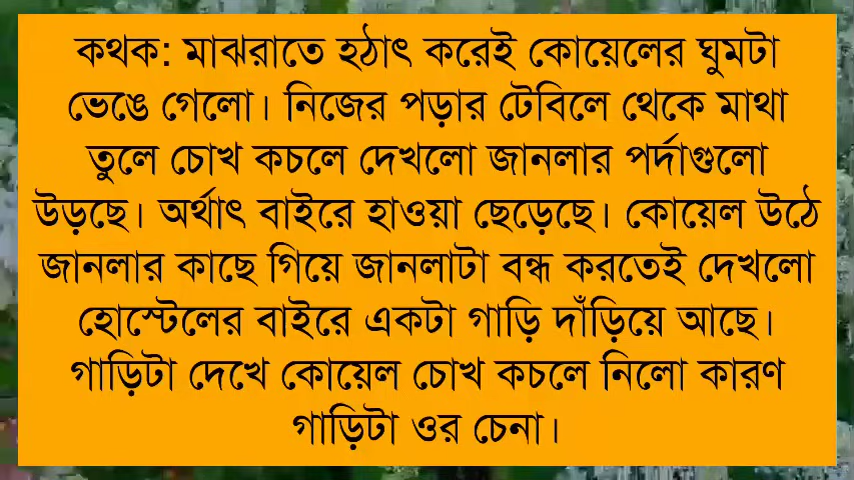 কথক: মাঝরাতে হঠাৎ করেই কোয়েলের ঘুমটা
ভেঙে গেলো। নিজের পড়ার টেবিলে থেকে মাথা
তুলে চোখ কচলে দেখলো জানলার পর্দাগুলো
উড়ছে। অর্থাৎ বাইরে হাওয়া ছেড়েছে। কোয়েল উঠে
জানলার কাছে গিয়ে জানলাটা বন্ধ করতেই দেখলো
হোস্টেলের বাইরে একটা গাড়ি দাঁড়িয়ে আছে।
গাড়িটা দেখে কোয়েল চোখ কচলে নিলো কারণ
গাড়িটা ওর চেনা।